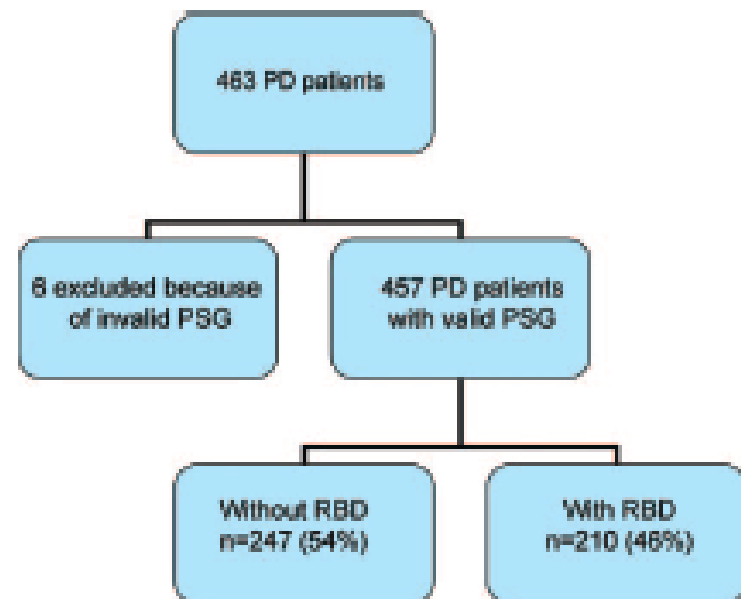 463 PD patients
6 excluded because
of invalid PSG
457 PD patients
with valid PSG
Without RBD
n=247 (54%)
With RBD
n=210 (46%)